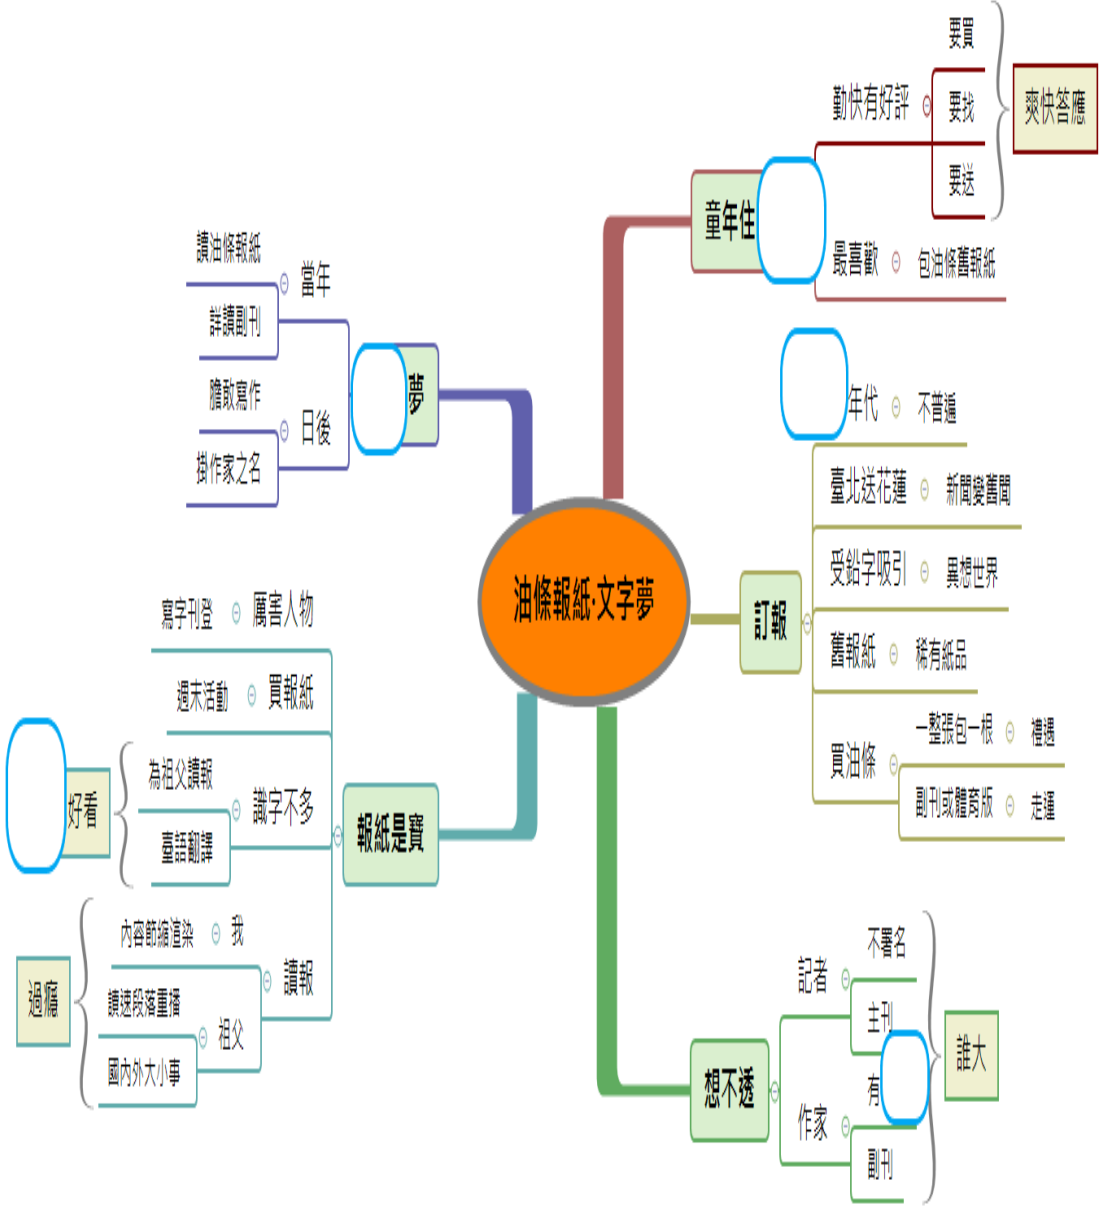 油條報紙·文字夢
童年住
勤快有好評
要買
要找
要送
爽快答應
最喜歡
包油條舊報紙
訂報
年代
不普遍
臺北送花蓮
新聞變舊聞
受鉛字吸引
異想世界
舊報紙
稀有紙品
買油條
一整張包一根
禮遇
副刊或體育版
走運
想不透
記者
不署名
主刊
作家
有
副刊
誰大
報紙是寶
厲害人物
寫字刊登
買報紙
週末活動
識字不多
為祖父讀報
臺語翻譯
好看
讀報
我
內容節縮渲染
祖父
讀速段落重播
國內外大小事
過癮
夢
當年
讀油條報紙
詳讀副刊
日後
膽敢寫作
掛作家之名